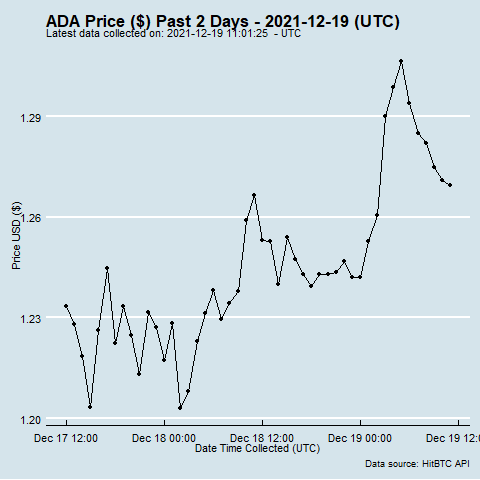 ADA Price ($) Past 2 Days - 2021-12-19 (UTC)
Latest data collected on: 2021-12-19 11:01:25 - UTC
1.29
1.26
1.23
1.20
Price USD ($)
Dec 17 12:00 Dec 18 00:00 Dec 18 12:00 Dec 19 00:00 Dec 19 12:
Date Time Collected (UTC)
Data source: HitBTC API